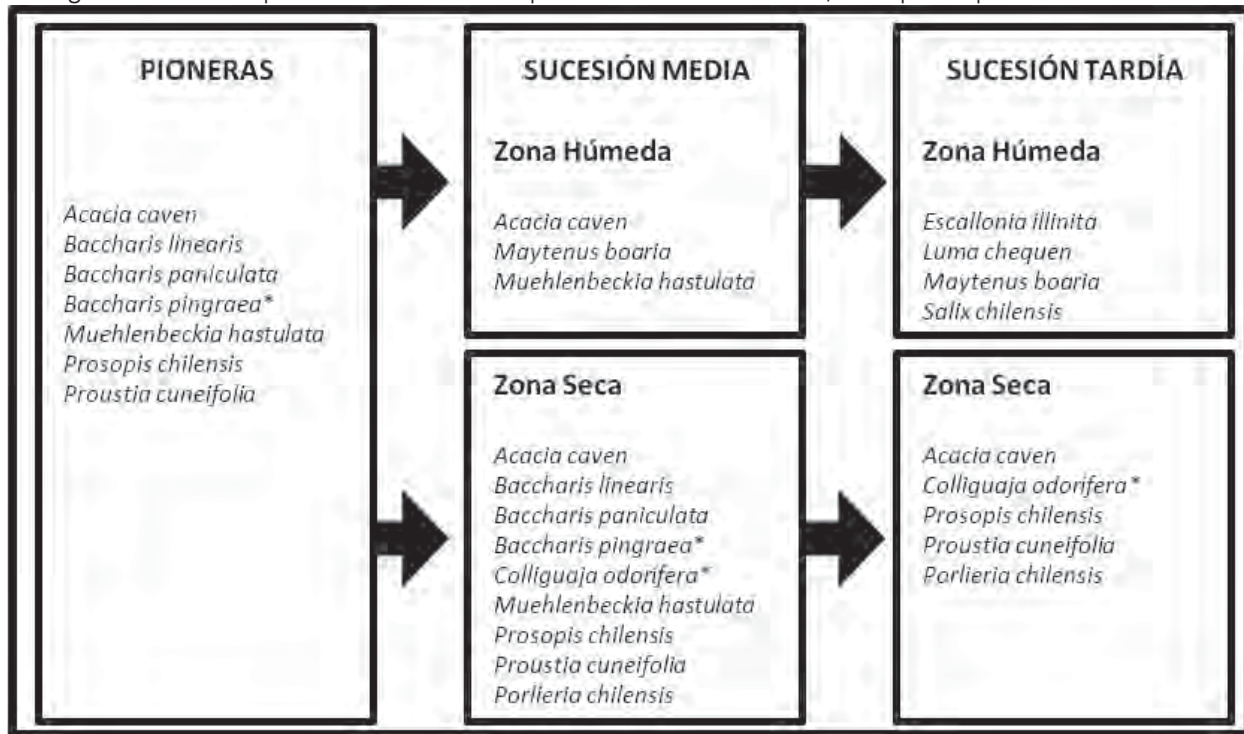 PIONERAS
Acacia caven
Baccharis linearis
Baccharis paniculata
Baccharis pingraea*
Muehlenbeckia hastulata
Prosopis chilensis
Proustia cuneifolia
SUCESIÓN MEDIA
Zona Húmeda
Acacia caven
Maytenus boaria
Muehlenbeckia hastulata
Zona Seca
Acacia caven
Baccharis linearis
Baccharis paniculata
Baccharis pingraea*
Colliguaja odorifera*
Muehlenbeckia hastulata
Prosopis chilensis
Proustia cuneifolia
Porlieria chilensis
SUCESIÓN TARDÍA
Zona Húmeda
Escallonia illinita
Luma chequen
Maytenus boaria
Salix chilensis
Zona Seca
Acacia caven
Colliguaja odorifera*
Prosopis chilensis
Proustia cuneifolia
Porlieria chilensis